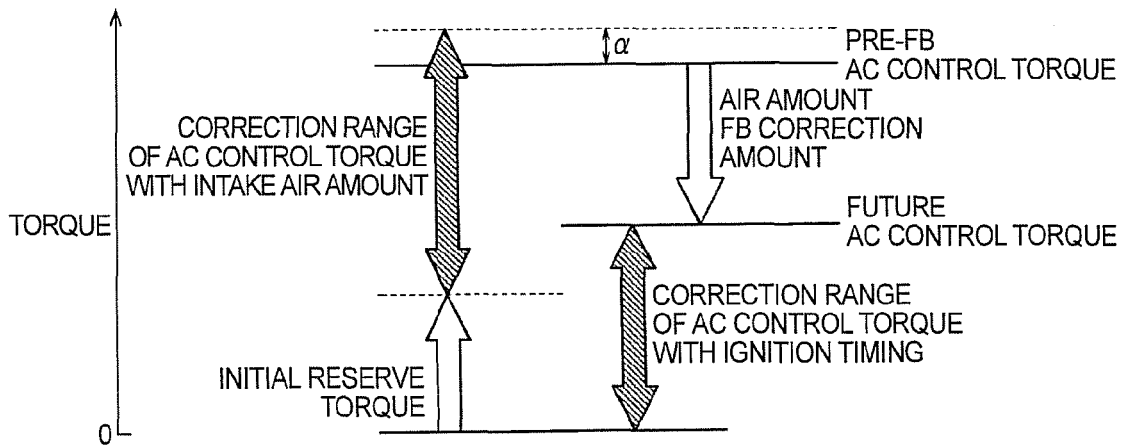 α
PRE-FB
AC CONTROL TORQUE
AIR AMOUNT
FB CORRECTION
AMOUNT
CORRECTION RANGE
OF AC CONTROL TORQUE
WITH INTAKE AIR AMOUNT
TORQUE
FUTURE
AC CONTROL TORQUE
CORRECTION RANGE
OF AC CONTROL TORQUE
WITH IGNITION TIMING
INITIAL RESERVE
TORQUE
0